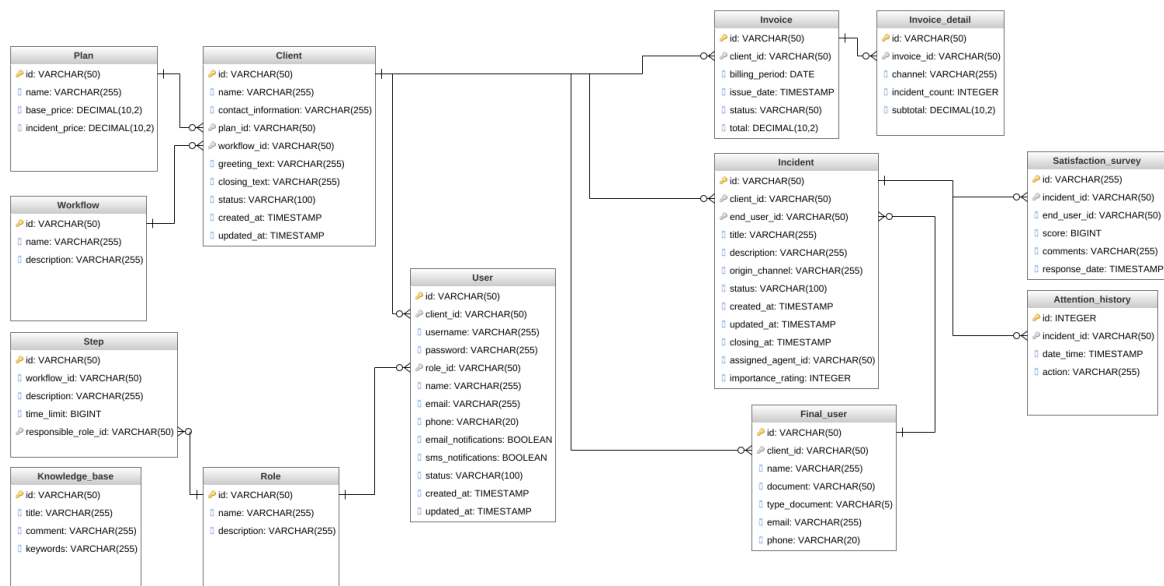 Plan
id: VARCHAR(50)
name: VARCHAR(255)
base_price: DECIMAL(10,2)
incident_price: DECIMAL(10,2)
Client
id: VARCHAR(50)
name: VARCHAR(255)
contact_information: VARCHAR(255)
plan_id: VARCHAR(50)
workflow_id: VARCHAR(50)
greeting_text: VARCHAR(255)
closing_text: VARCHAR(255)
status: VARCHAR(100)
created_at: TIMESTAMP
updated_at: TIMESTAMP
Invoice
id: VARCHAR(50)
client_id: VARCHAR(50)
billing_period: DATE
issue_date: TIMESTAMP
status: VARCHAR(50)
total: DECIMAL(10,2)
Invoice_detail
id: VARCHAR(50)
invoice_id: VARCHAR(50)
channel: VARCHAR(255)
incident_count: INTEGER
subtotal: DECIMAL(10,2)
Workflow
id: VARCHAR(50)
name: VARCHAR(255)
description: VARCHAR(255)
User
id: VARCHAR(50)
client_id: VARCHAR(50)
username: VARCHAR(255)
password: VARCHAR(255)
role_id: VARCHAR(50)
name: VARCHAR(255)
email: VARCHAR(255)
phone: VARCHAR(20)
email_notifications: BOOLEAN
sms_notifications: BOOLEAN
status: VARCHAR(100)
created_at: TIMESTAMP
updated_at: TIMESTAMP
Incident
id: VARCHAR(50)
client_id: VARCHAR(50)
end_user_id: VARCHAR(50)
title: VARCHAR(255)
description: VARCHAR(255)
origin_channel: VARCHAR(255)
status: VARCHAR(100)
created_at: TIMESTAMP
updated_at: TIMESTAMP
closing_at: TIMESTAMP
assigned_agent_id: VARCHAR(50)
importance_rating: INTEGER
Satisfaction_survey
id: VARCHAR(255)
incident_id: VARCHAR(50)
end_user_id: VARCHAR(50)
score: BIGINT
comments: VARCHAR(255)
response_date: TIMESTAMP
Attention_history
id: INTEGER
incident_id: VARCHAR(50)
date_time: TIMESTAMP
action: VARCHAR(255)
Step
id: VARCHAR(50)
workflow_id: VARCHAR(50)
description: VARCHAR(255)
time_limit: BIGINT
responsible_role_id: VARCHAR(50)
Final_user
id: VARCHAR(50)
client_id: VARCHAR(50)
name: VARCHAR(255)
document: VARCHAR(50)
type_document: VARCHAR(5)
email: VARCHAR(255)
phone: VARCHAR(20)
Knowledge_base
id: VARCHAR(50)
title: VARCHAR(255)
comment: VARCHAR(255)
keywords: VARCHAR(255)
Role
id: VARCHAR(50)
name: VARCHAR(255)
description: VARCHAR(255)